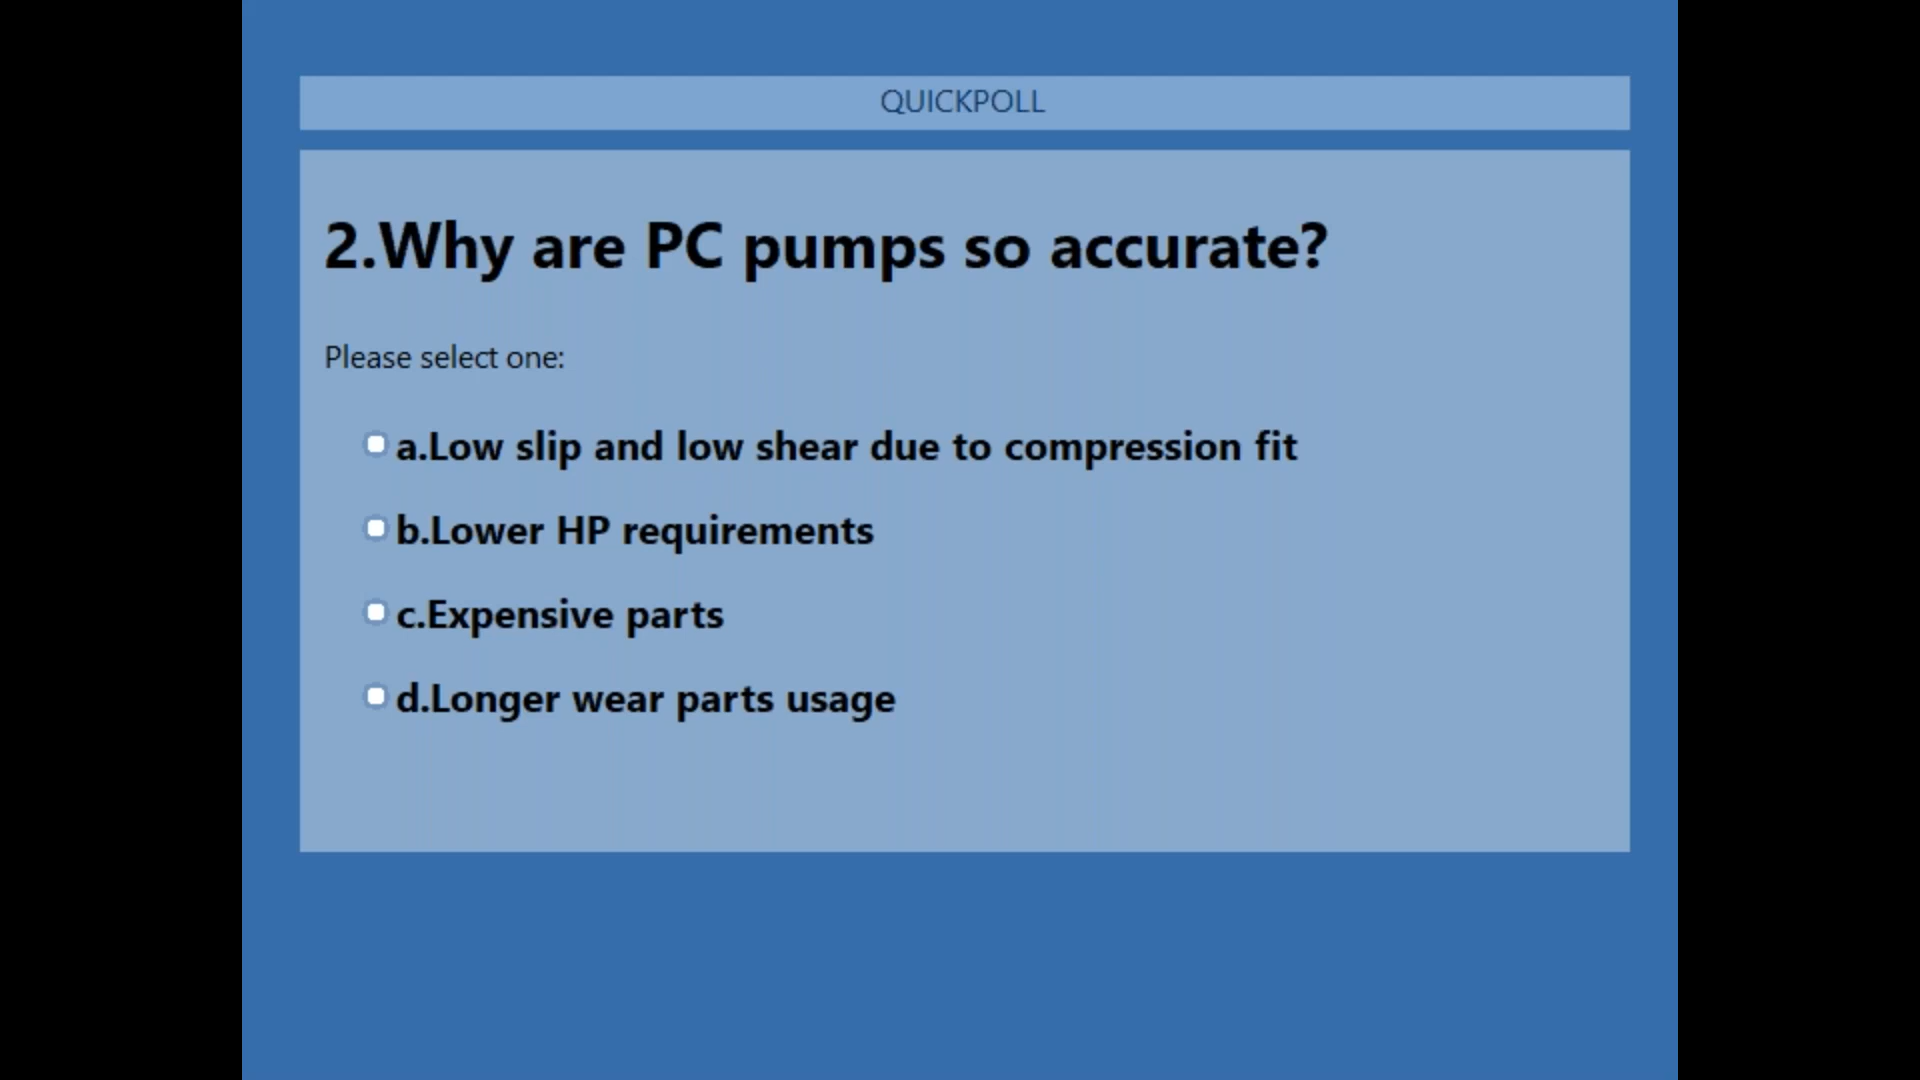 QUICKPOLL
2.Why are PC pumps so accurate?
Please select one:
a.Low slip and low shear due to compression fit
b.Lower HP requirements
c.Expensive parts
d.Longer wear parts usage